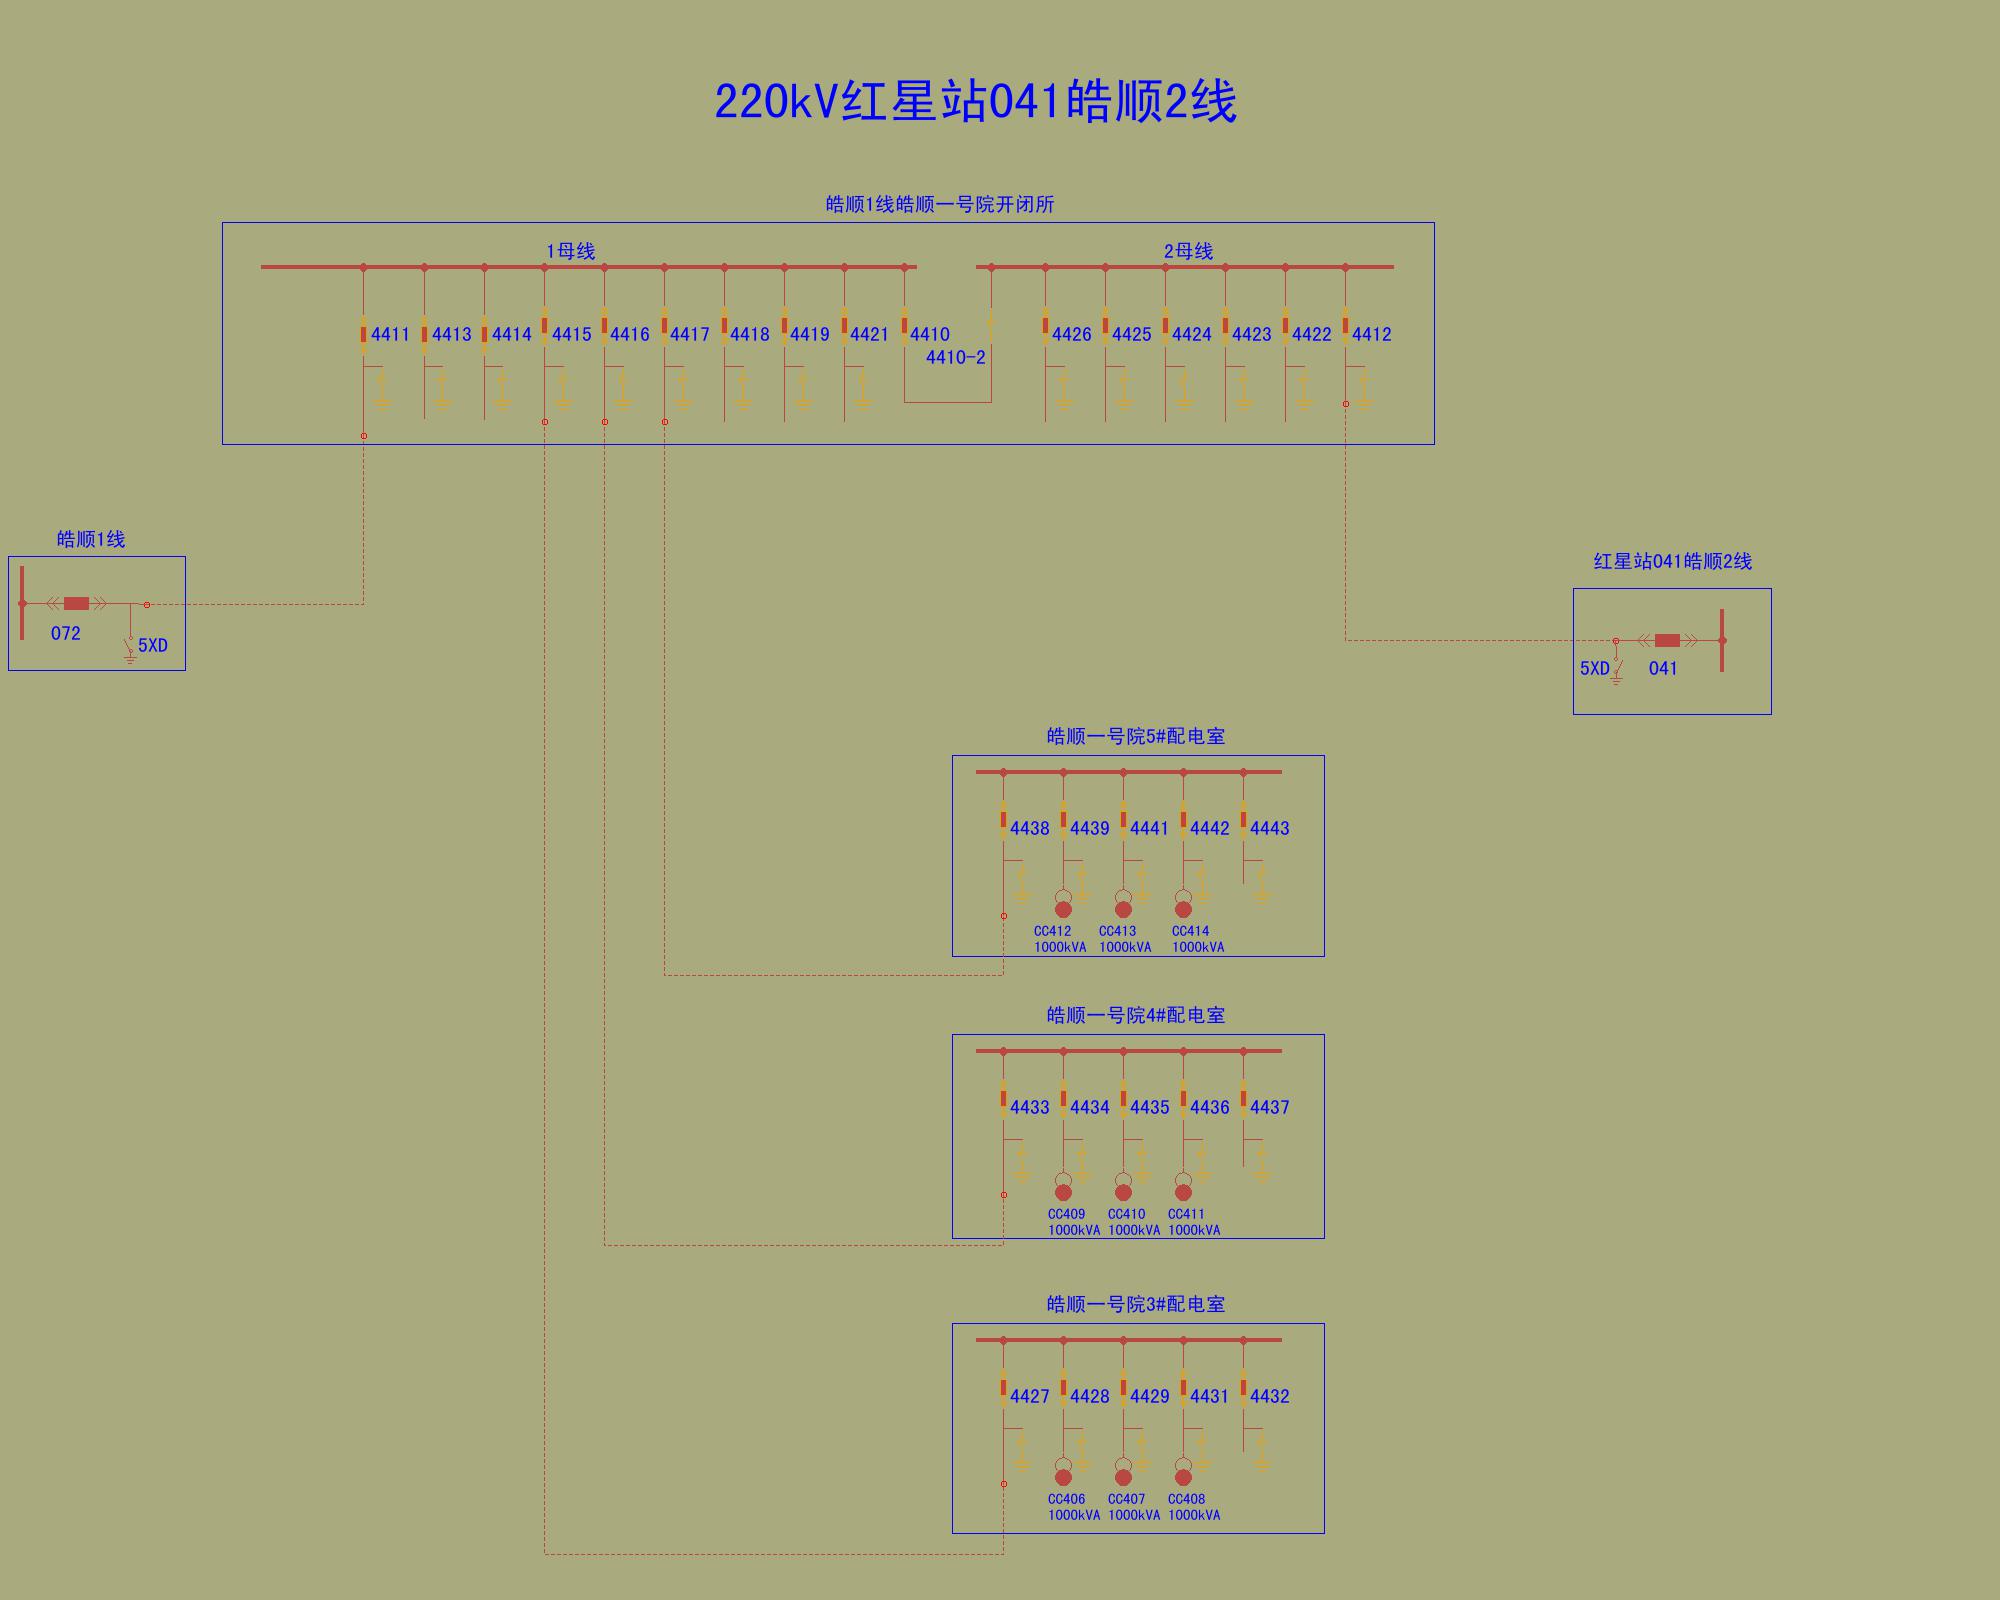 220kV红星站041皓顺2线
皓顺1线皓顺一号院开闭所
1母线
2母线
4411 4413 4414 4415 4416 4417 4418 4419 4421 4410 4426 4425 4424 4423 4422 4412
4410-2
皓顺1线
072
5XD
红星站041皓顺2线
5XD 041
皓顺一号院5#配电室
4438 4439 4441 4442 4443
CC412 CC413 CC414
1000kVA 1000kVA 1000kVA
皓顺一号院4#配电室
4433 4434 4435 4436 4437
CC409 CC410 CC411
1000kVA 1000kVA 1000kVA
皓顺一号院3#配电室
4427 4428 4429 4431 4432
CC406 CC407 CC408
1000kVA 1000kVA 1000kVA